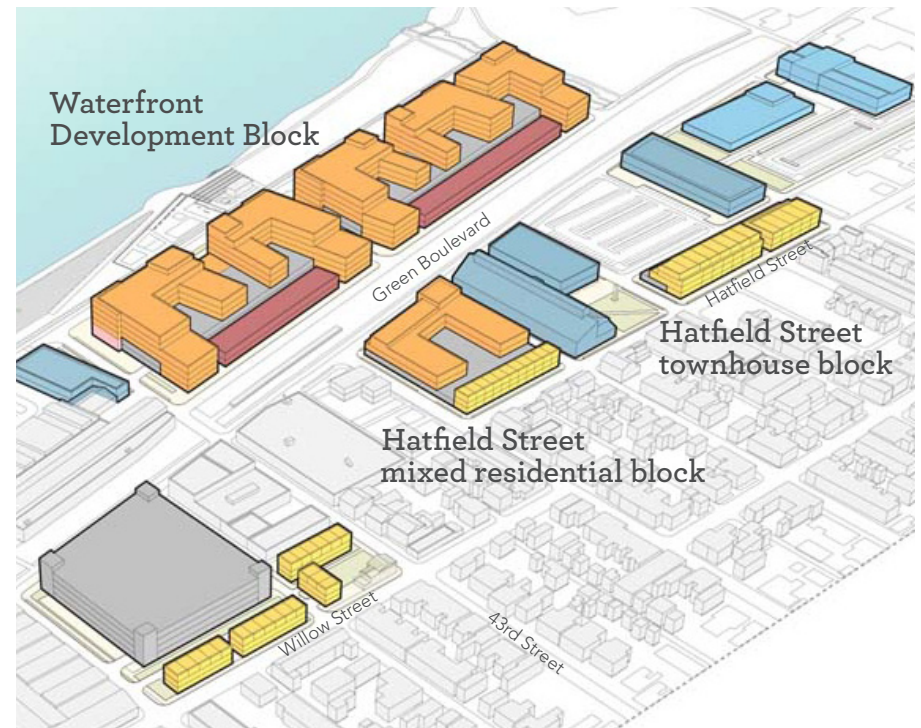 Waterfront
Development Block
Green Boulevard
Hatfield Street
Hatfield Street
townhouse block
Hatfield Street
mixed residential block
Willow Street
43rd Street